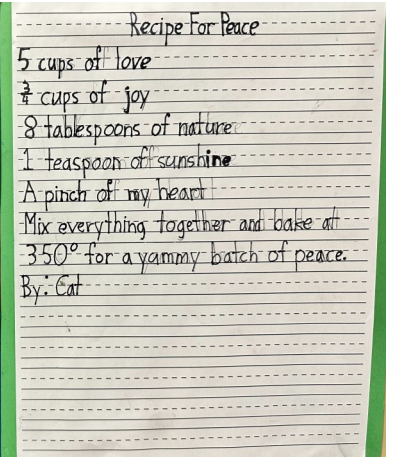 Recipe For Peace
5 cups of love
3/4 cups of joy
8 tablespoons of nature
1 teaspoon of sunshine
A pinch of my heart
Mix everything together and bake at
350° for a yammy batch of peace.
By: Cat